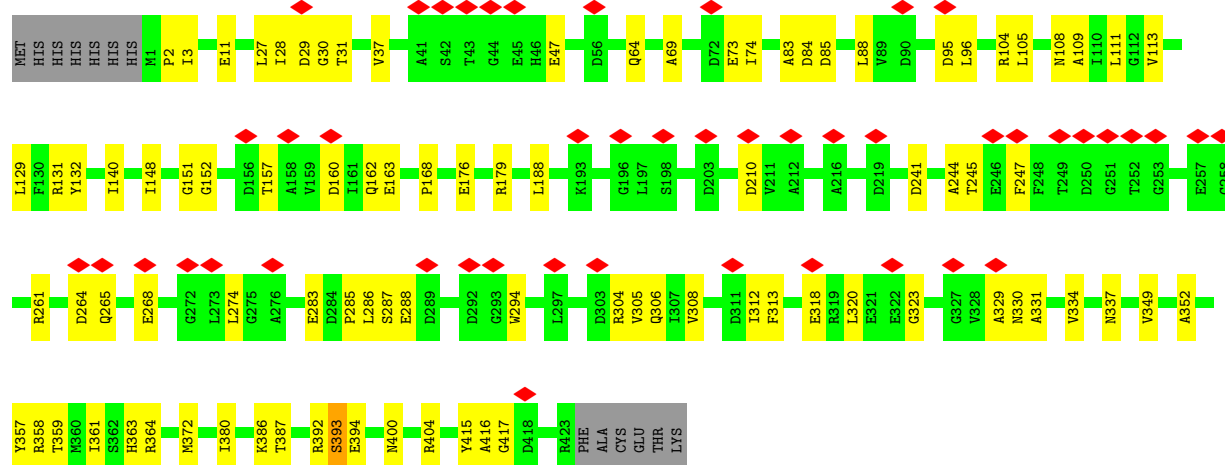 MET HIS HIS HIS HIS HIS HIS M1 P2 I3 E11 L27 I28 D29 G30 T31 V37 A41 S42 T43 G44 E45 H46 E47 D56 Q64 A69 D72 E73 I74 A83 D84 D85 L88 V89 D90 D95 L96 R104 L105 N108 A109 I110 L111 G112 V113
L129 F130 R131 Y132 I140 I148 G151 G152 D156 T157 A158 V159 D160 I161 Q162 E163 P168 E176 R179 L188 K193 G196 L197 S198 D203 D210 V211 A212 A216 D219 D241 A244 T245 E246 F247 F248 T249 D250 G251 T252 G253 E257 G258
R261 D264 Q265 E268 G272 L273 L274 G275 A276 E283 D284 P285 L286 S287 E288 D289 D292 G293 W294 L297 D303 R304 V305 Q306 I307 V308 D311 I312 F313 E318 R319 L320 E321 E322 G323 G327 V328 A329 N330 A331 V334 N337 V349 A352
Y357 R358 T359 M360 I361 S362 H363 R364 M372 I380 K386 T387 R392 S393 E394 N400 R404 Y415 A416 G417 D418 R423 PHE ALA CYS GLU THR LYS